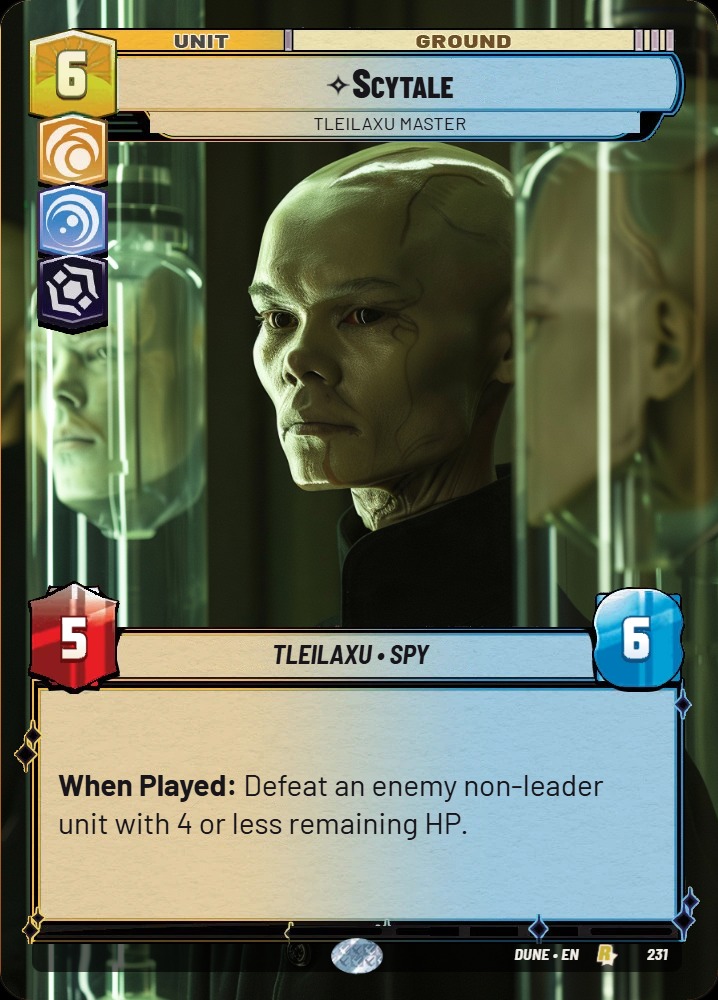 UNIT GROUND
6
✧SCYTALE
TLEILAXU MASTER
5 TLEILAXU • SPY 6
When Played: Defeat an enemy non-leader
unit with 4 or less remaining HP.
DUNE • EN R 231